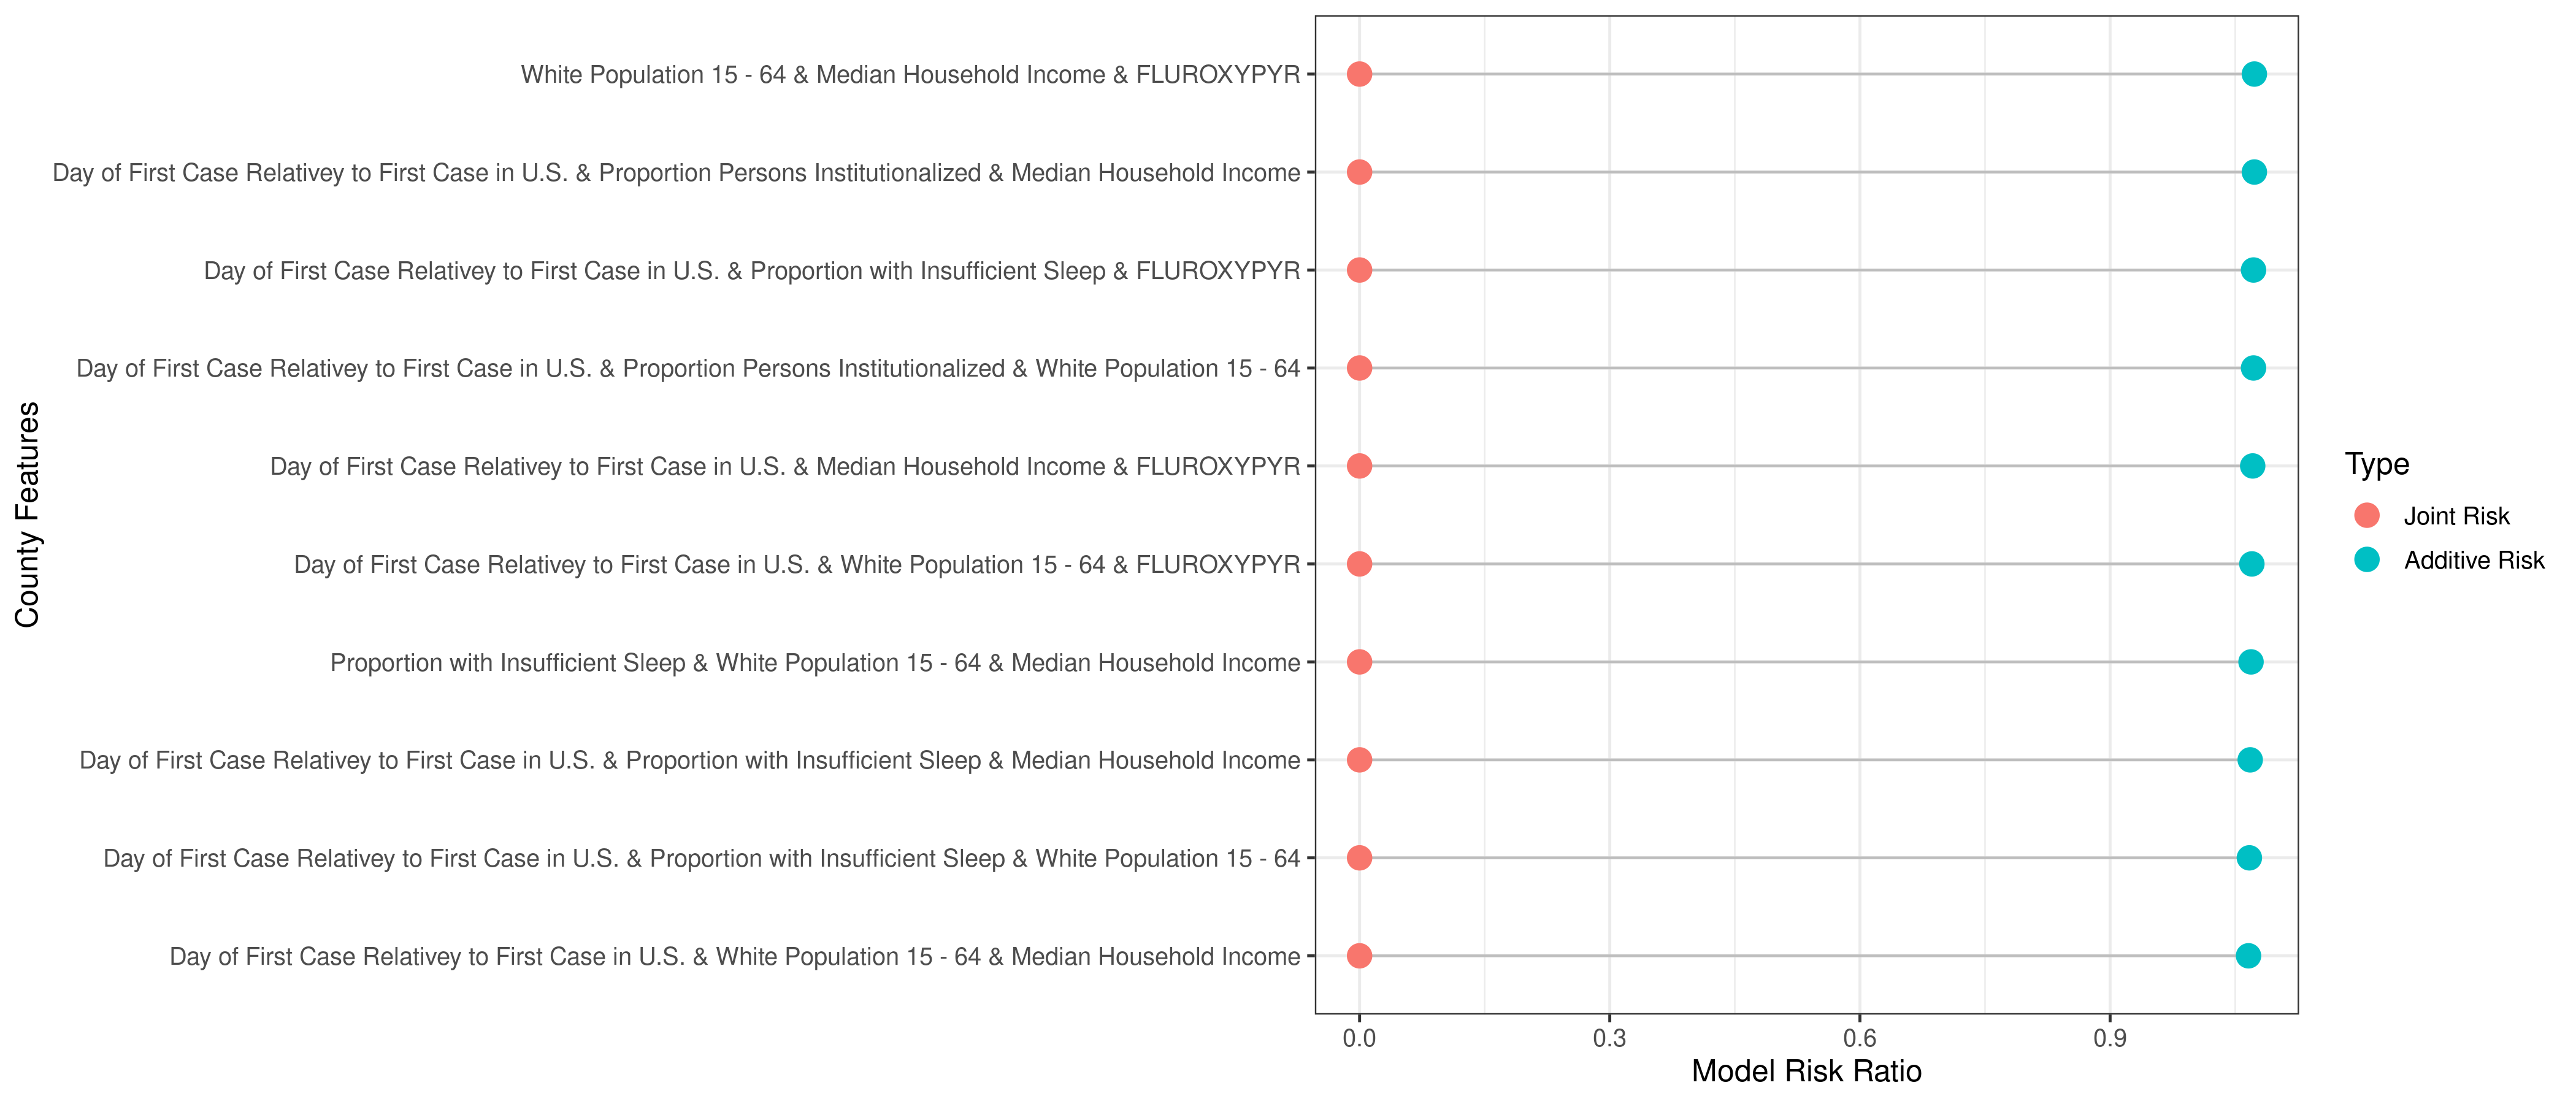 White Population 15 - 64 & Median Household Income & FLUROXYPYR
Day of First Case Relativey to First Case in U.S. & Proportion Persons Institutionalized & Median Household Income
Day of First Case Relativey to First Case in U.S. & Proportion with Insufficient Sleep & FLUROXYPYR
Day of First Case Relativey to First Case in U.S. & Proportion Persons Institutionalized & White Population 15 - 64
Day of First Case Relativey to First Case in U.S. & Median Household Income & FLUROXYPYR
Day of First Case Relativey to First Case in U.S. & White Population 15 - 64 & FLUROXYPYR
Proportion with Insufficient Sleep & White Population 15 - 64 & Median Household Income
Day of First Case Relativey to First Case in U.S. & Proportion with Insufficient Sleep & Median Household Income
Day of First Case Relativey to First Case in U.S. & Proportion with Insufficient Sleep & White Population 15 - 64
Day of First Case Relativey to First Case in U.S. & White Population 15 - 64 & Median Household Income
County Features
0.0 0.3 0.6 0.9
Model Risk Ratio
Type
Joint Risk
Additive Risk